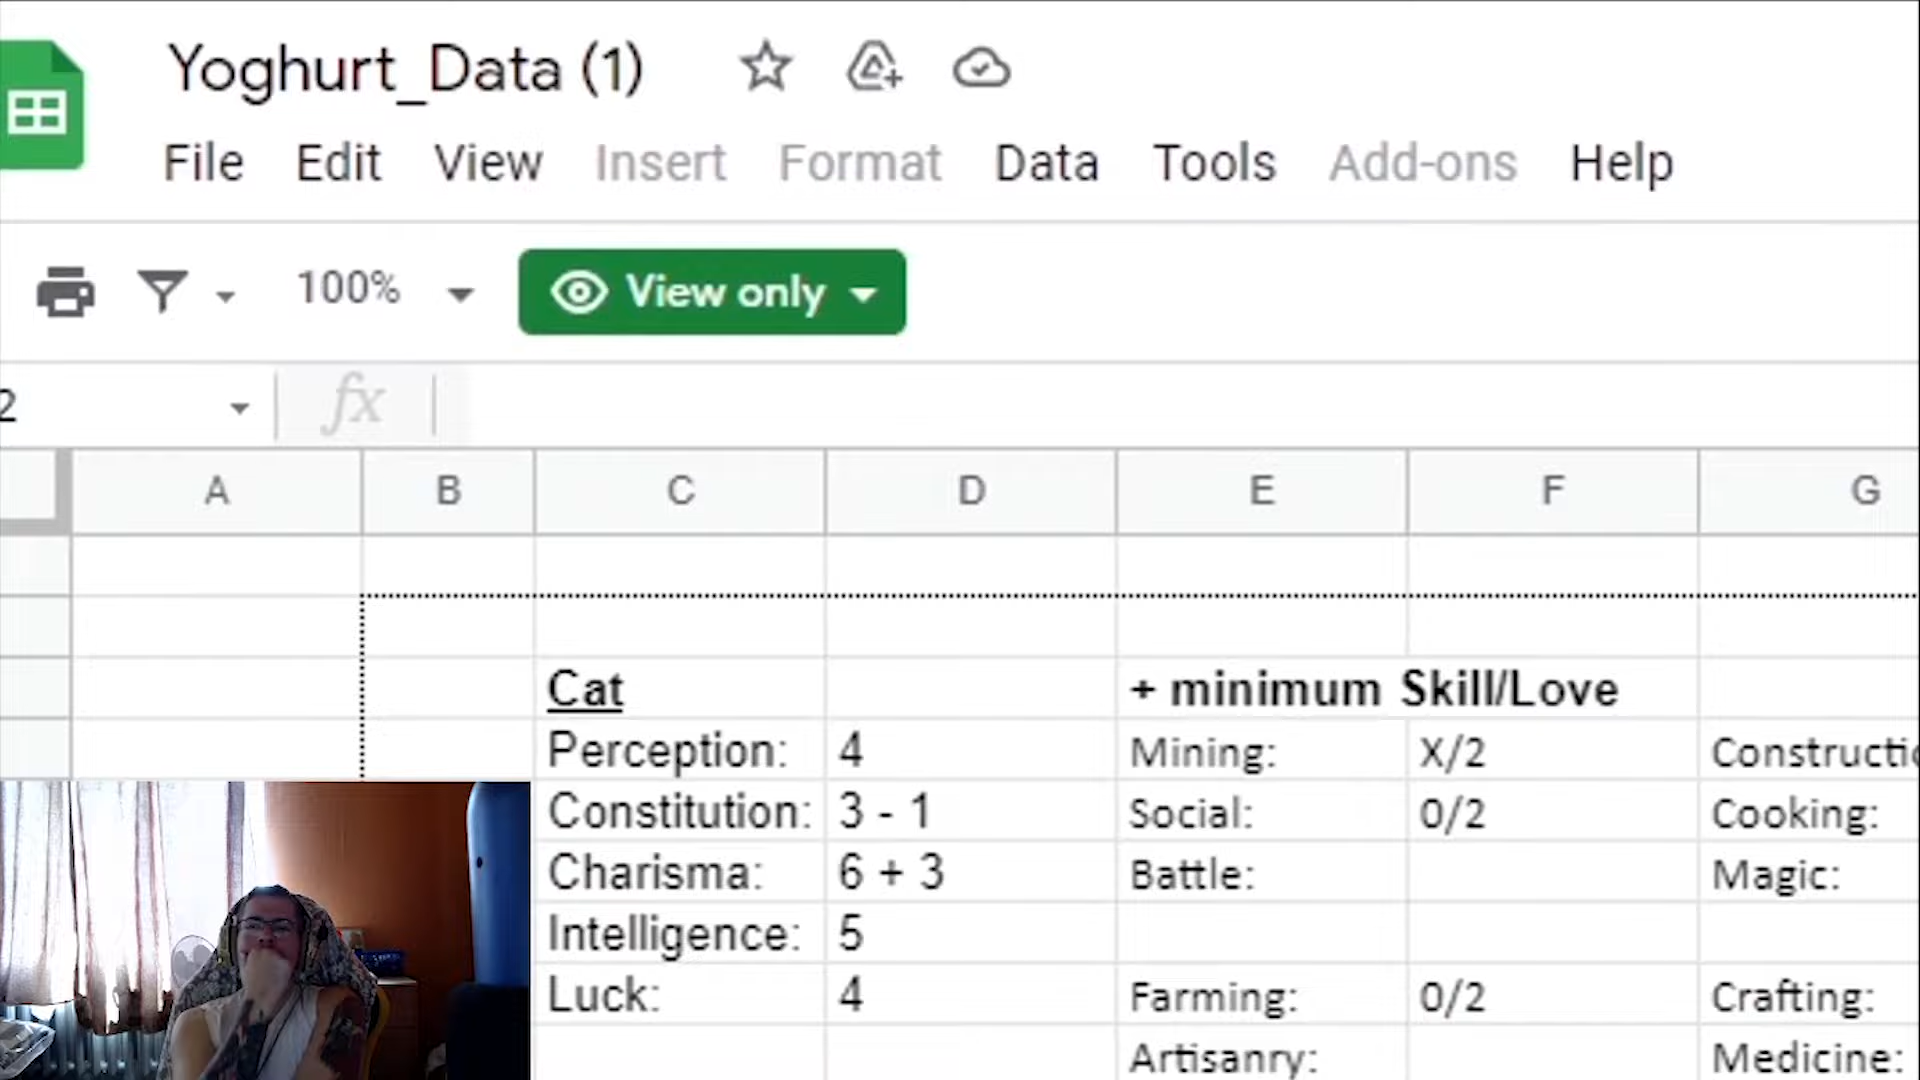 Yoghurt_Data (1)
File Edit View Insert Format Data Tools Add-ons Help
100% View only
2 fx
A B C D E F G
Cat + minimum Skill/Love
Perception: 4 Mining: X/2 Constructio
Constitution: 3 - 1 Social: 0/2 Cooking:
Charisma: 6 + 3 Battle: Magic:
Intelligence: 5
Luck: 4 Farming: 0/2 Crafting:
Artisanry: Medicine: